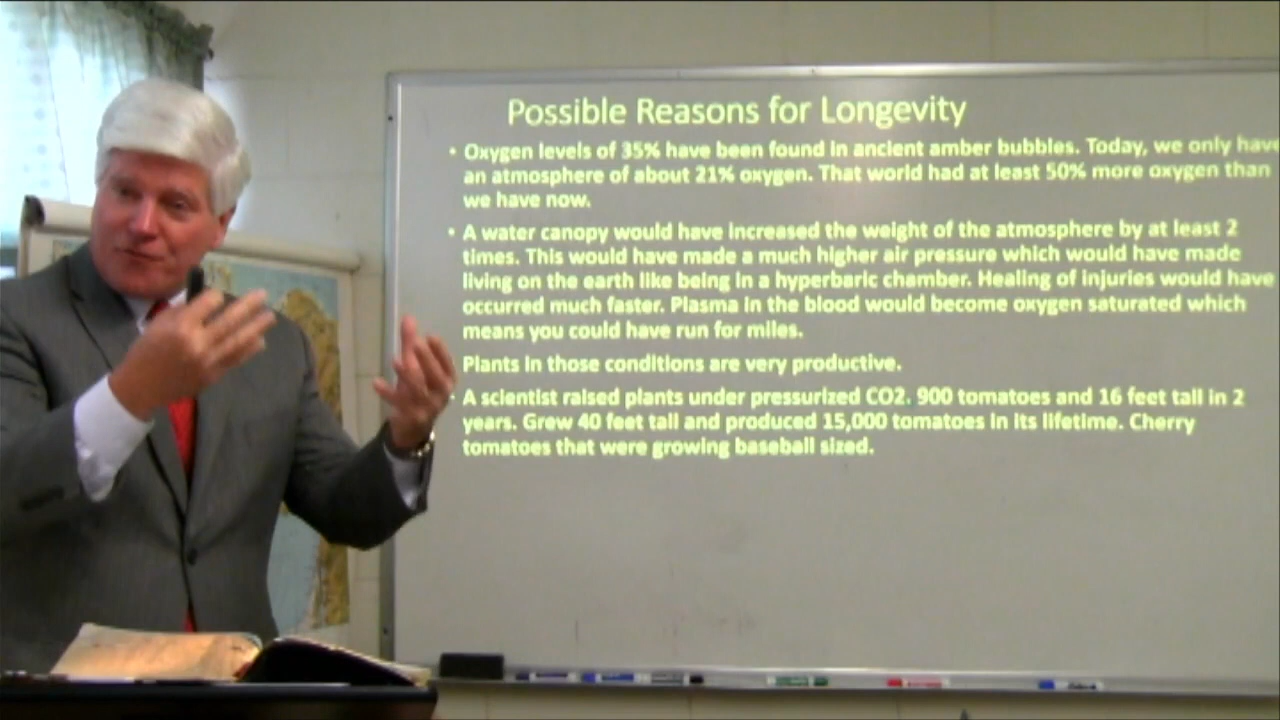 Possible Reasons for Longevity
• Oxygen levels of 35% have been found in ancient amber bubbles. Today, we only have
an atmosphere of about 21% oxygen. That world had at least 50% more oxygen than
we have now.
• A water canopy would have increased the weight of the atmosphere by at least 2
times. This would have made a much higher air pressure which would have made
living on the earth like being in a hyperbaric chamber. Healing of injuries would have
occurred much faster. Plasma in the blood would become oxygen saturated which
means you could have run for miles.
Plants in those conditions are very productive.
• A scientist raised plants under pressurized CO2. 900 tomatoes and 16 feet tall in 2
years. Grew 40 feet tall and produced 15,000 tomatoes in its lifetime. Cherry
tomatoes that were growing baseball sized.